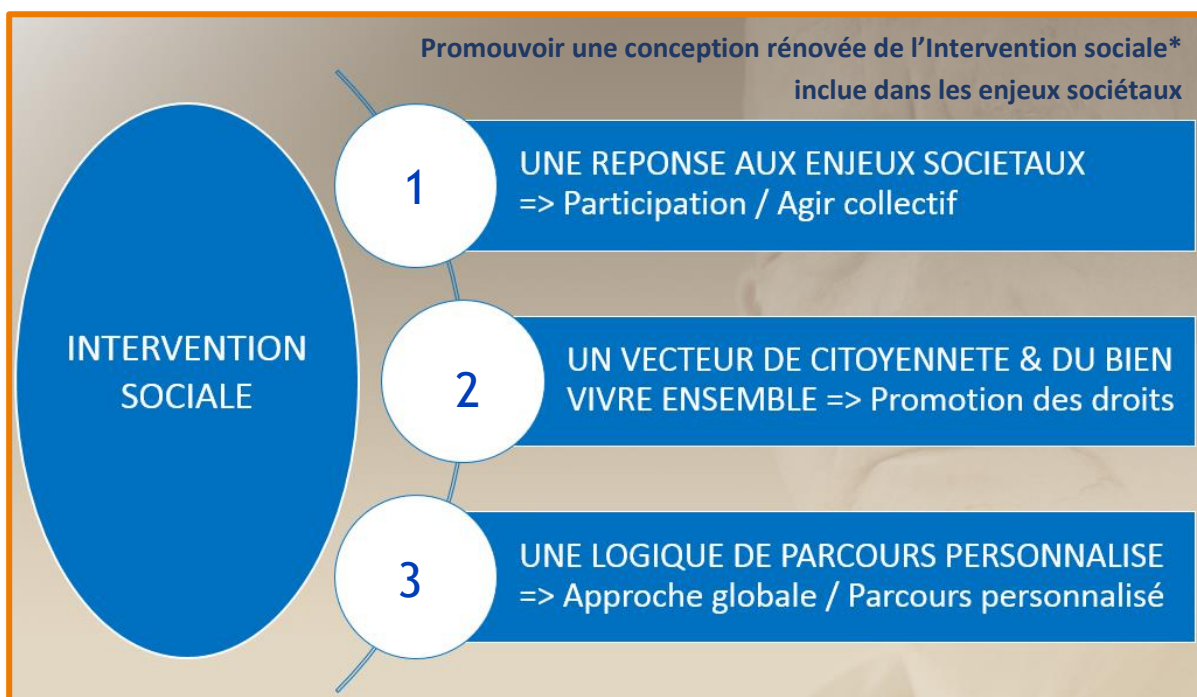 Promouvoir une conception rénovée de l'Intervention sociale*
inclue dans les enjeux sociétaux
INTERVENTION
SOCIALE
1
UNE REPONSE AUX ENJEUX SOCIETAUX
=> Participation / Agir collectif
2
UN VECTEUR DE CITOYENNETE & DU BIEN
VIVRE ENSEMBLE => Promotion des droits
3
UNE LOGIQUE DE PARCOURS PERSONNALISE
=> Approche globale / Parcours personnalisé